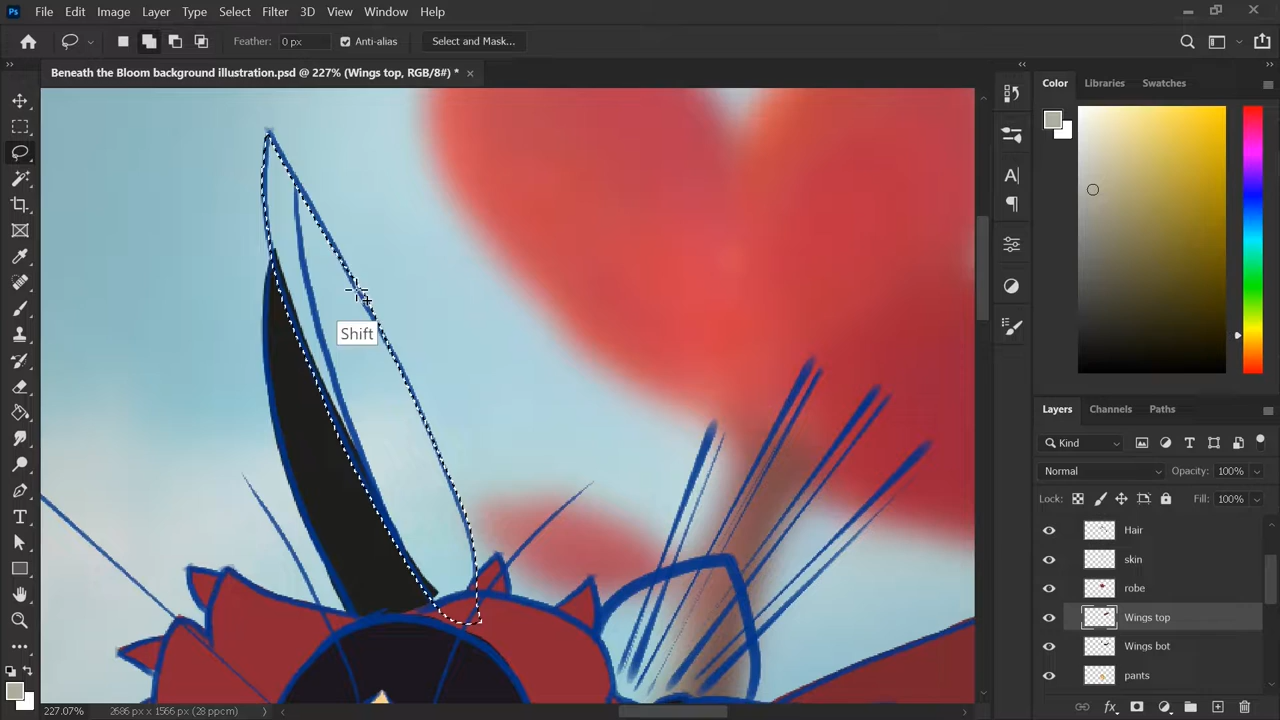 Ps File Edit Image Layer Type Select Filter 3D View Window Help
Feather: 0 px Anti-alias Select and Mask...
Beneath the Bloom background illustration.psd @ 227% (Wings top, RGB/8#) *
Color Libraries Swatches
Shift
Layers Channels Paths
Kind
Normal Opacity: 100%
Lock: Fill: 100%
Hair
skin
robe
Wings top
Wings bot
pants
227.07% 2686 px x 1566 px (28 ppcm)